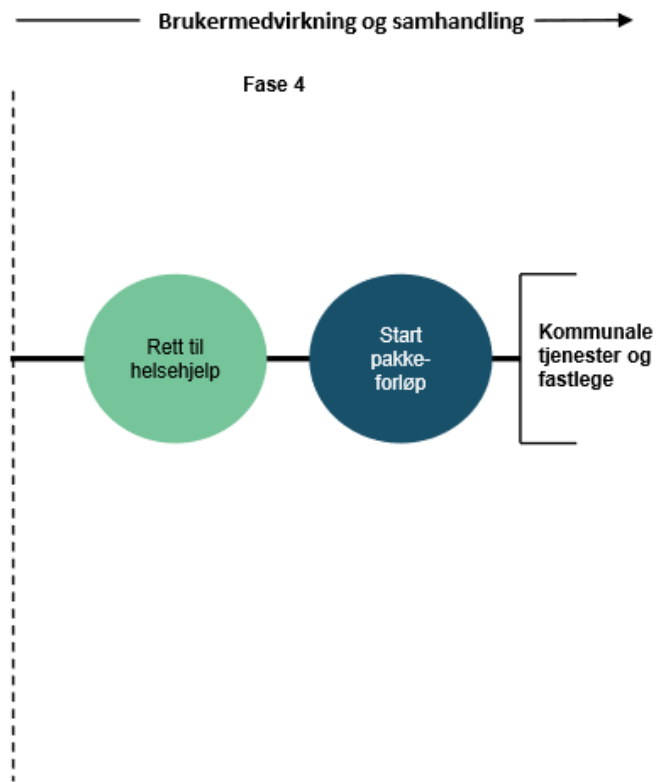 Brukermedvirkning og samhandling
Fase 4
Rett til
helsehjelp
Start
pakke-
forløp
Kommunale
tjenester og
fastlege